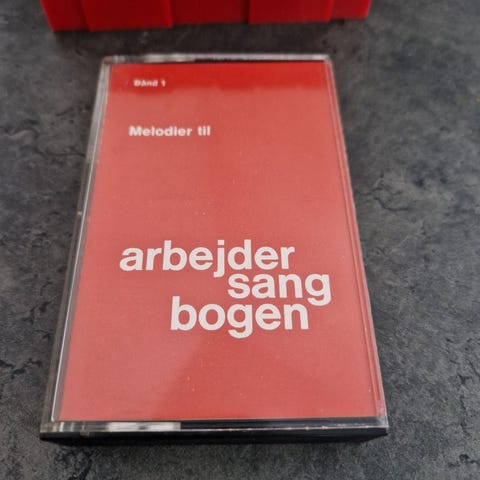 Bånd 1
Melodier til
arbejder
sang
bogen